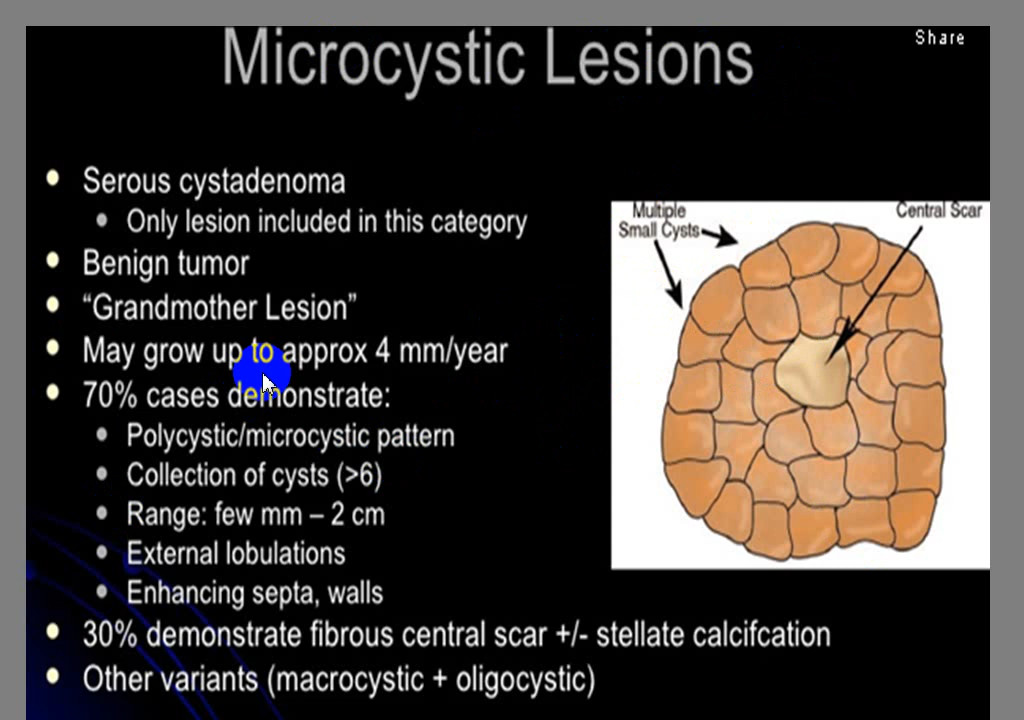 Share
Microcystic Lesions
• Serous cystadenoma
• Only lesion included in this category
• Benign tumor
• “Grandmother Lesion”
• May grow up to approx 4 mm/year
• 70% cases demonstrate:
• Polycystic/microcystic pattern
• Collection of cysts (>6)
• Range: few mm – 2 cm
• External lobulations
• Enhancing septa, walls
• 30% demonstrate fibrous central scar +/- stellate calcifcation
• Other variants (macrocystic + oligocystic)
Multiple
Small Cysts
Central Scar